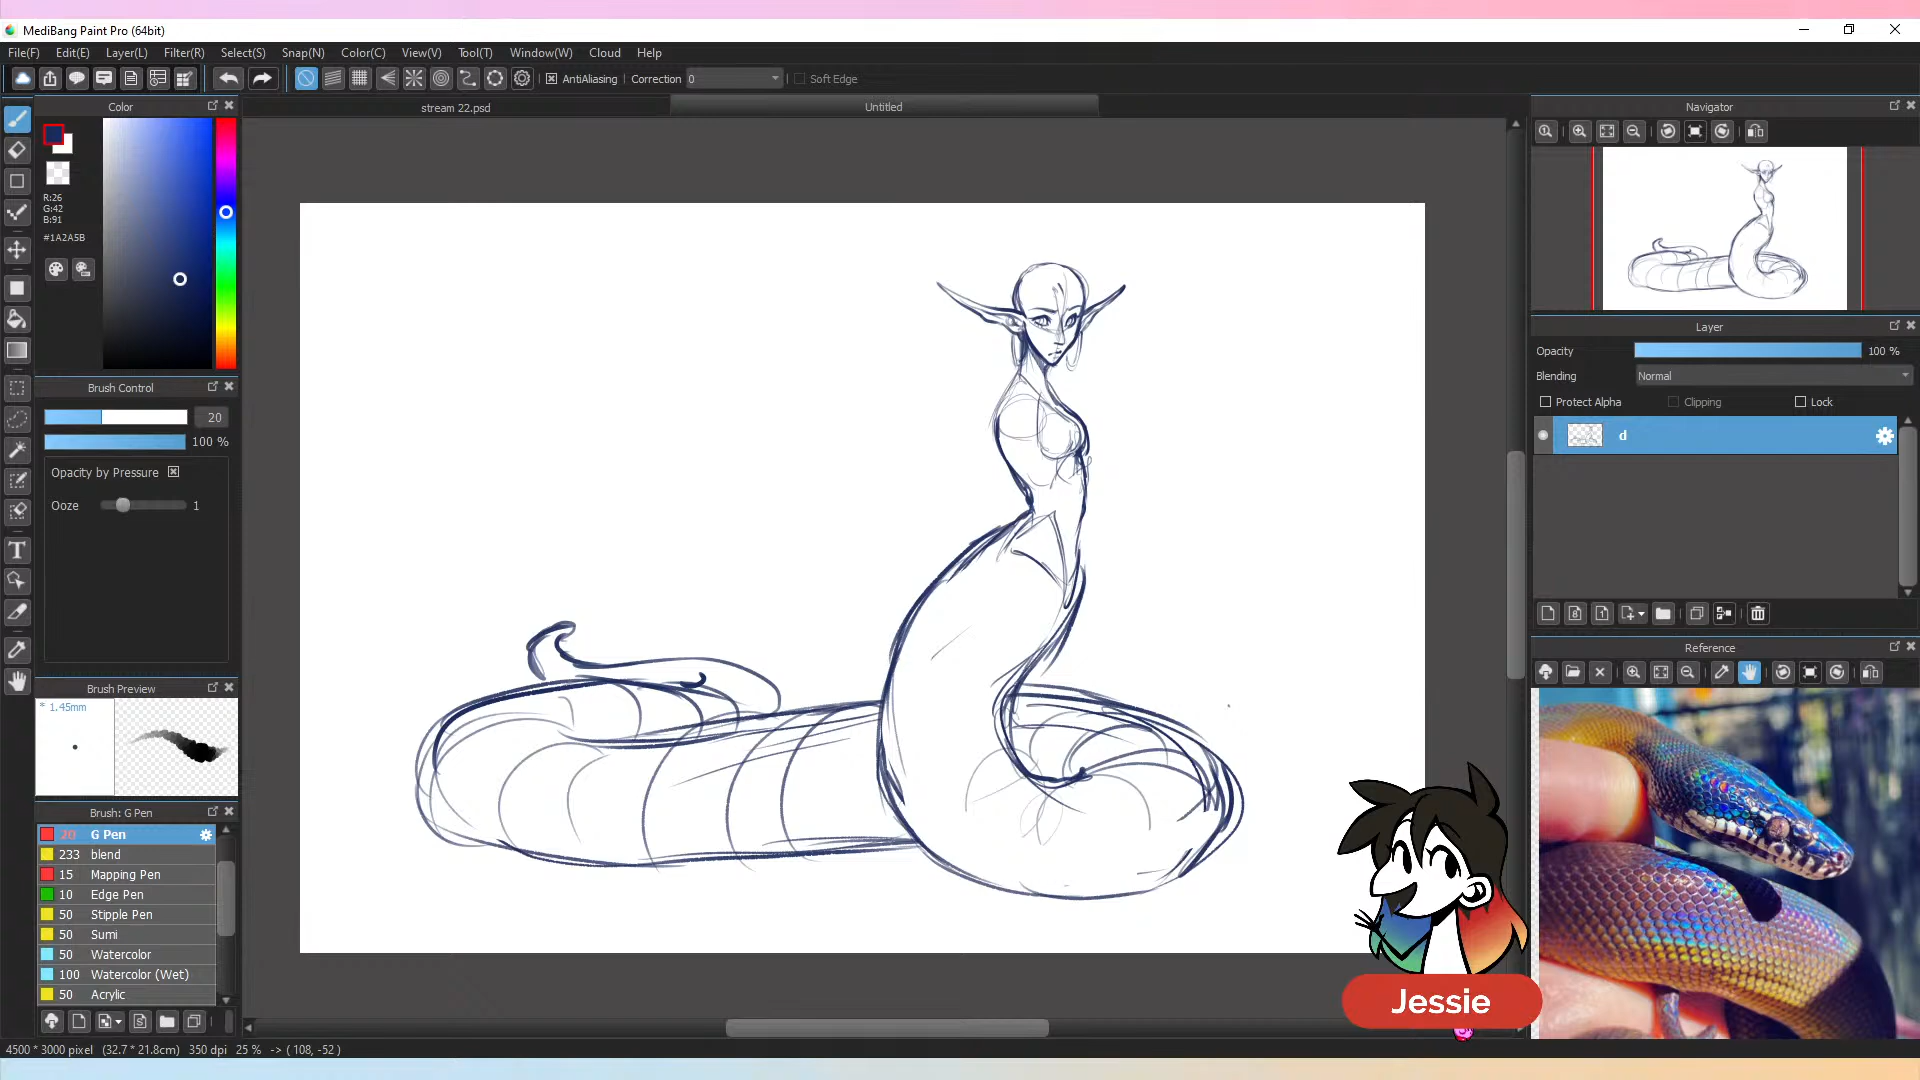 MediBang Paint Pro (64bit)
File(F) Edit(E) Layer(L) Filter(R) Select(S) Snap(N) Color(C) View(V) Tool(T) Window(W) Cloud Help
AntiAliasing Correction 0 Soft Edge
Color
stream 22.psd
Untitled
Navigator
R:26
G:42
B:91
#1A2A5B
Layer
Opacity 100 %
Blending Normal
Protect Alpha Clipping Lock
d
Brush Control
20
100 %
Opacity by Pressure
Ooze 1
Reference
Brush Preview
* 1.45mm
Brush: G Pen
20 G Pen
233 blend
15 Mapping Pen
10 Edge Pen
50 Stipple Pen
50 Sumi
50 Watercolor
100 Watercolor (Wet)
50 Acrylic
Jessie
4500 * 3000 pixel (32.7 * 21.8cm) 350 dpi 25 % -> ( 108, -52 )